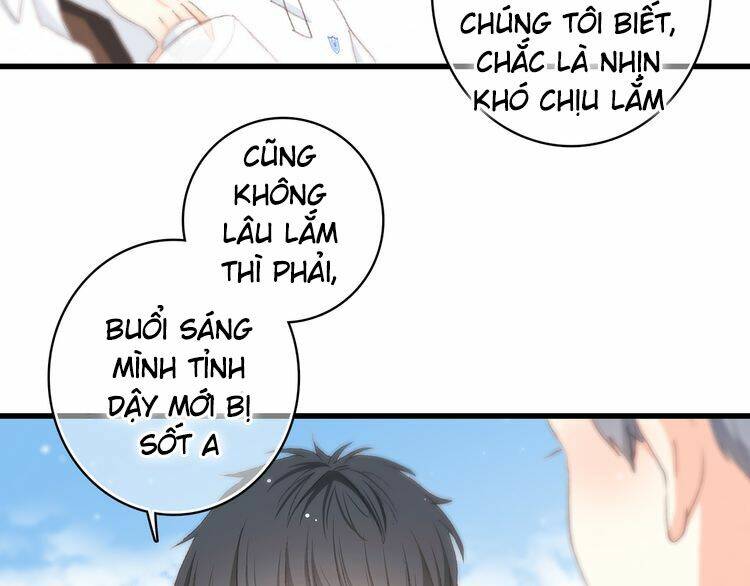 CHÚNG TÔI BIẾT,
CHẮC LÀ NHỊN
KHÓ CHỊU LẮM
CŨNG
KHÔNG
LÂU LẮM
THÌ PHẢI,
BUỔI SÁNG
MÌNH TỈNH
DẬY MỚI BỊ
SỐT A